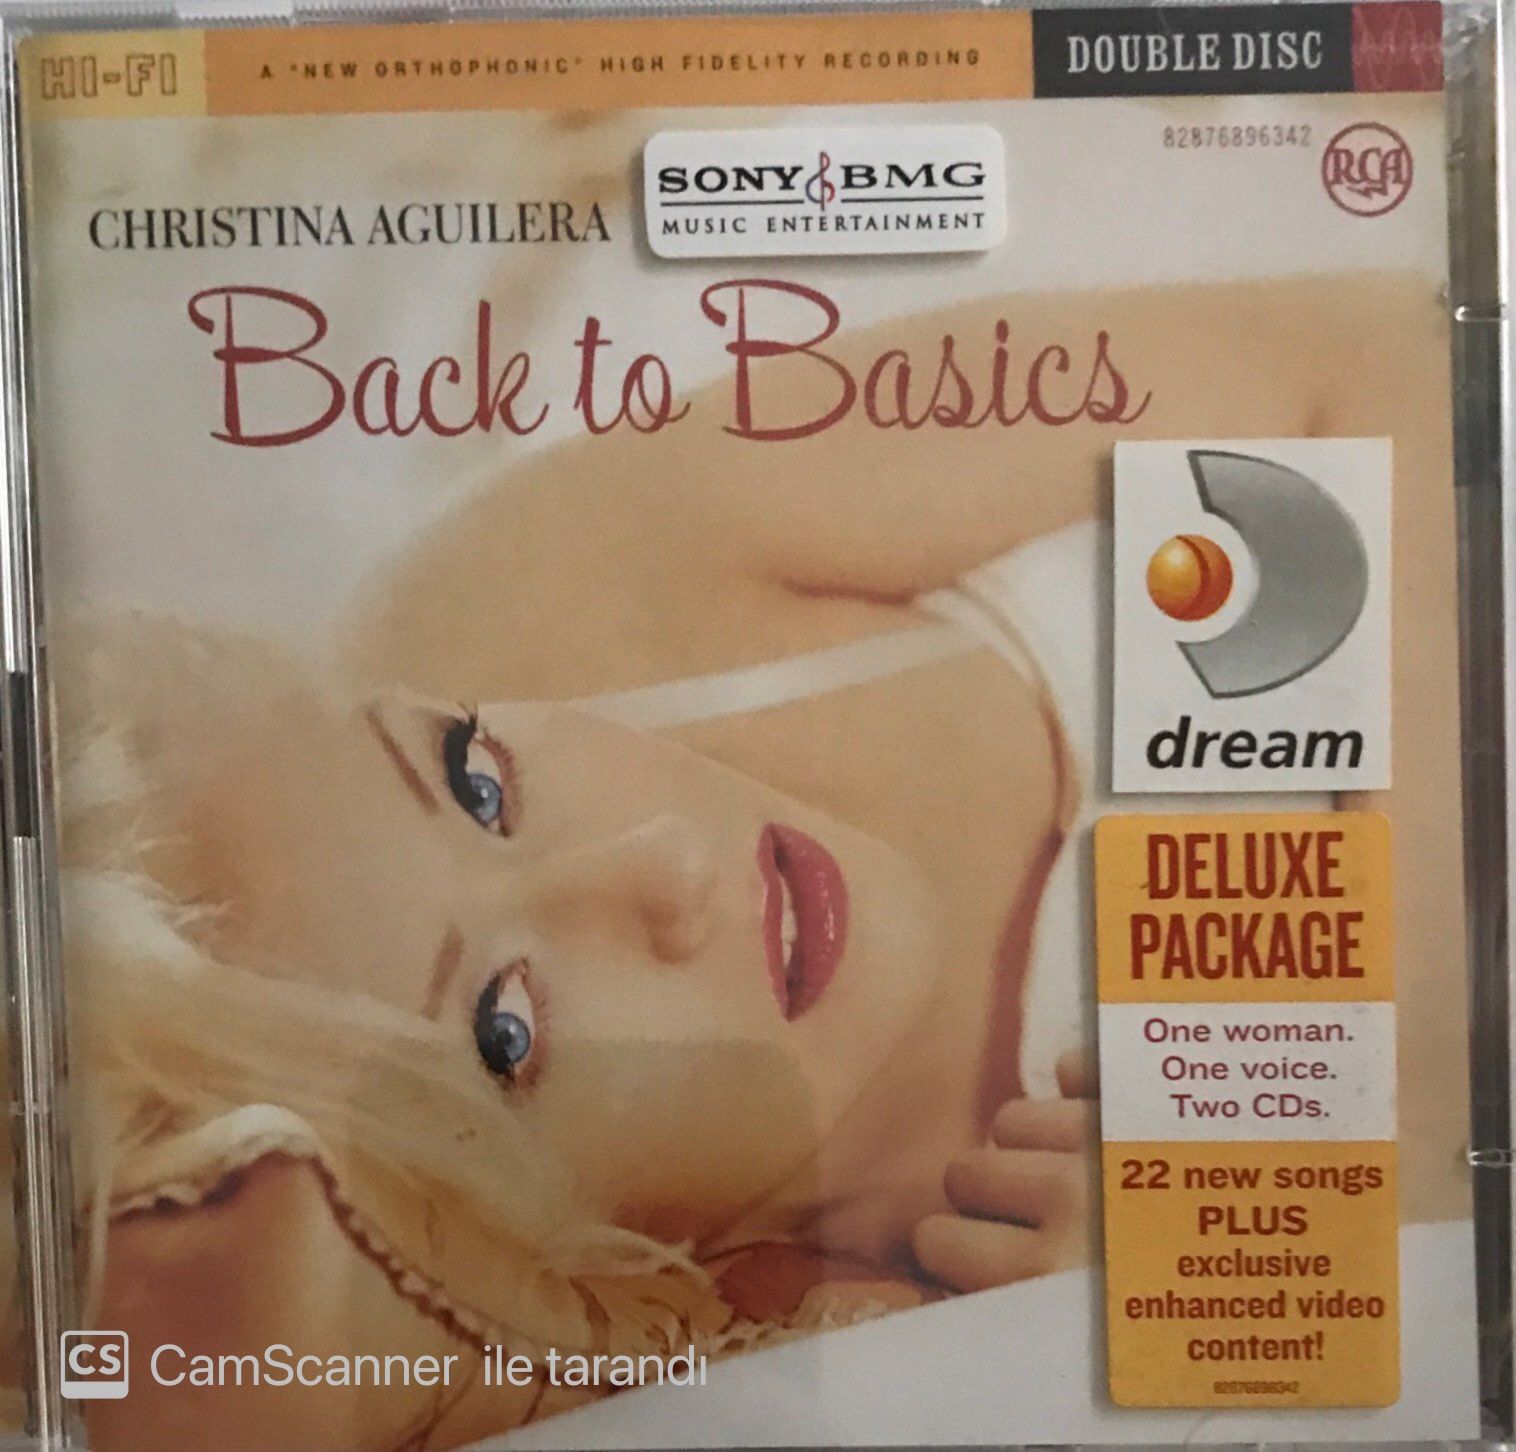 HI-FI
A "NEW ORTHOPHONIC" HIGH FIDELITY RECORDING
DOUBLE DISC
82876896342
RCA
SONY BMG
MUSIC ENTERTAINMENT
CHRISTINA AGUILERA
Back to Basics
dream
DELUXE
PACKAGE
One woman.
One voice.
Two CDs.
22 new songs
PLUS
exclusive
enhanced video
content!
82876896342
CS CamScanner ile tarandı